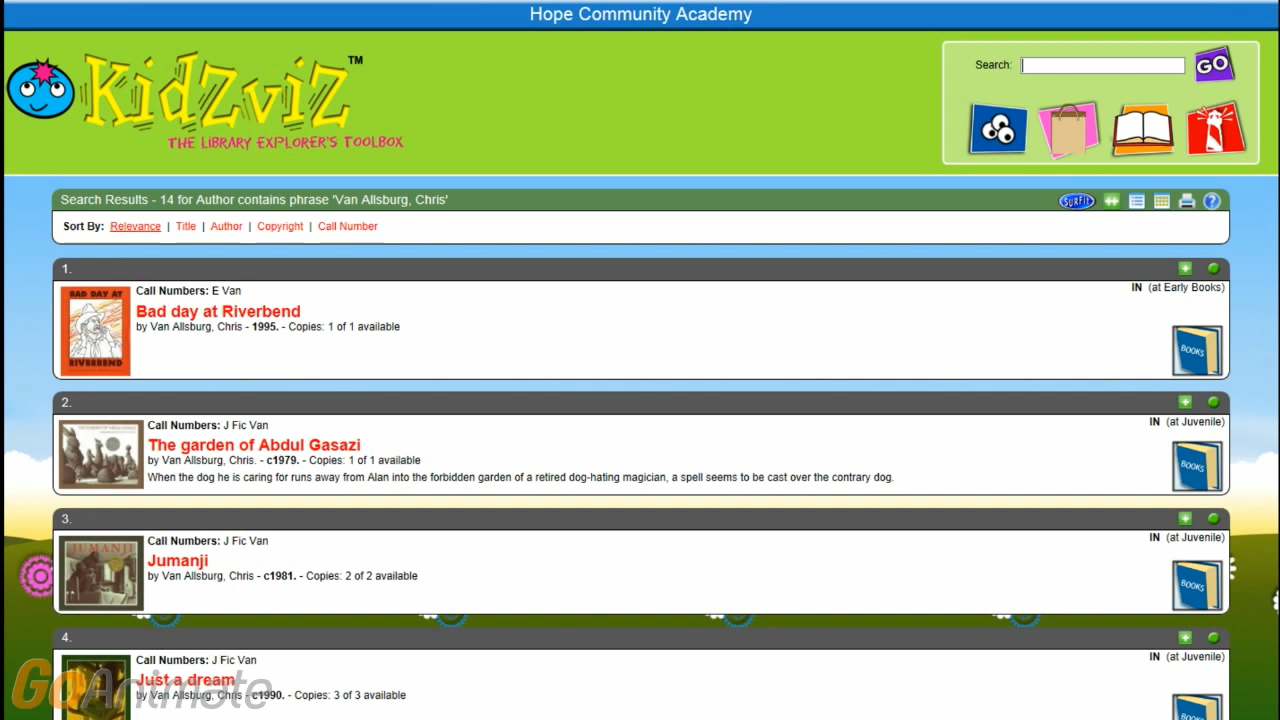 Hope Community Academy
KidZviZ™
THE LIBRARY EXPLORER'S TOOLBOX
Search:
GO
Search Results - 14 for Author contains phrase 'Van Allsburg, Chris'
SURFIT
?
Sort By: Relevance | Title | Author | Copyright | Call Number
1.
BAD DAY AT
RIVERBEND
Call Numbers: E Van
Bad day at Riverbend
by Van Allsburg, Chris - 1995. - Copies: 1 of 1 available
IN (at Early Books)
BOOKS
2.
Call Numbers: J Fic Van
The garden of Abdul Gasazi
by Van Allsburg, Chris. - c1979. - Copies: 1 of 1 available
When the dog he is caring for runs away from Alan into the forbidden garden of a retired dog-hating magician, a spell seems to be cast over the contrary dog.
IN (at Juvenile)
BOOKS
3.
JUMANJI
Call Numbers: J Fic Van
Jumanji
by Van Allsburg, Chris - c1981. - Copies: 2 of 2 available
IN (at Juvenile)
BOOKS
4.
Call Numbers: J Fic Van
Just a dream
by Van Allsburg, Chris - c1990. - Copies: 3 of 3 available
IN (at Juvenile)
BOOKS
GoAnimate